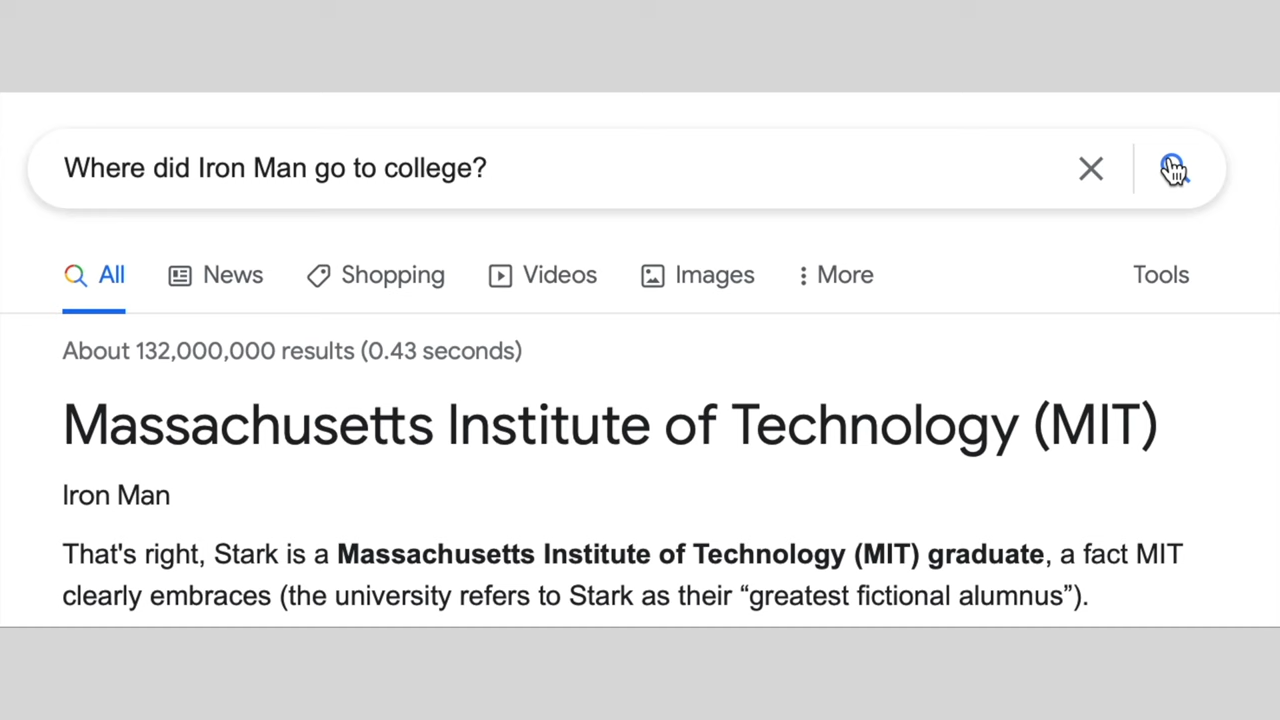 Where did Iron Man go to college?
All News Shopping Videos Images More Tools
About 132,000,000 results (0.43 seconds)
Massachusetts Institute of Technology (MIT)
Iron Man
That's right, Stark is a Massachusetts Institute of Technology (MIT) graduate, a fact MIT
clearly embraces (the university refers to Stark as their “greatest fictional alumnus”).